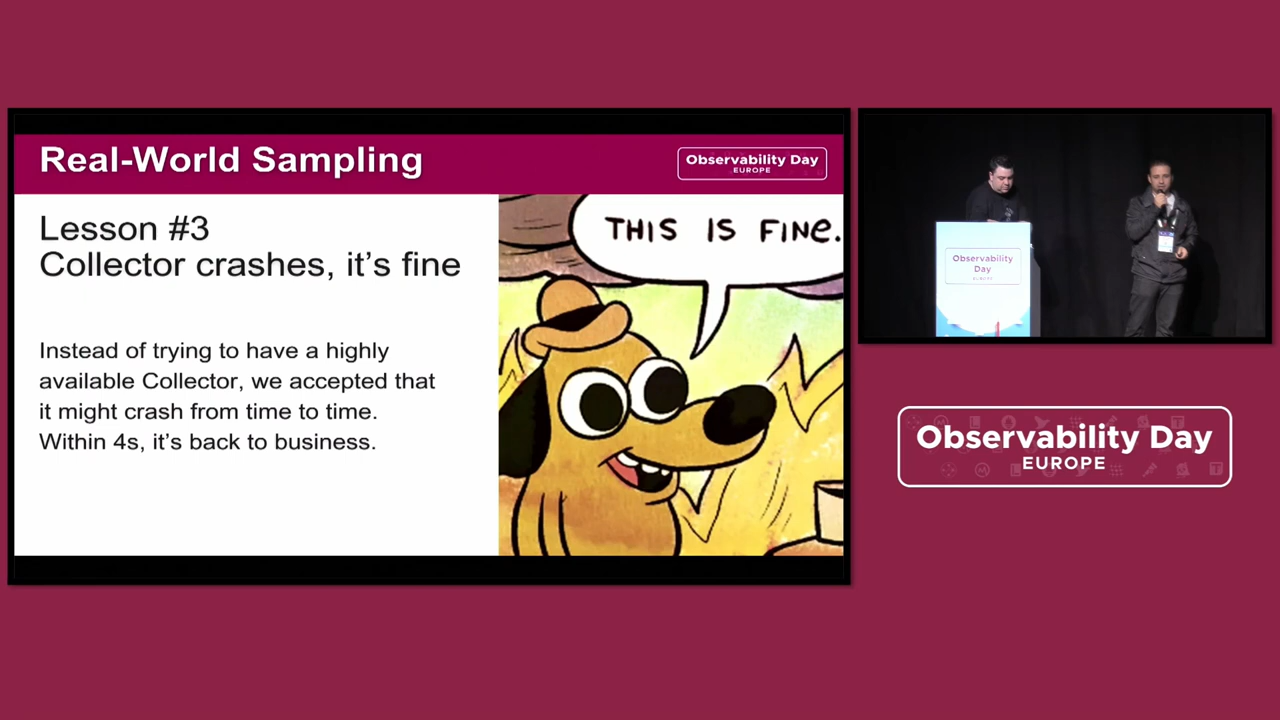 Real-World Sampling
Observability Day
EUROPE
Lesson #3
Collector crashes, it's fine
Instead of trying to have a highly
available Collector, we accepted that
it might crash from time to time.
Within 4s, it's back to business.
THIS IS FINE.
Observability
Day
EUROPE
Observability Day
EUROPE